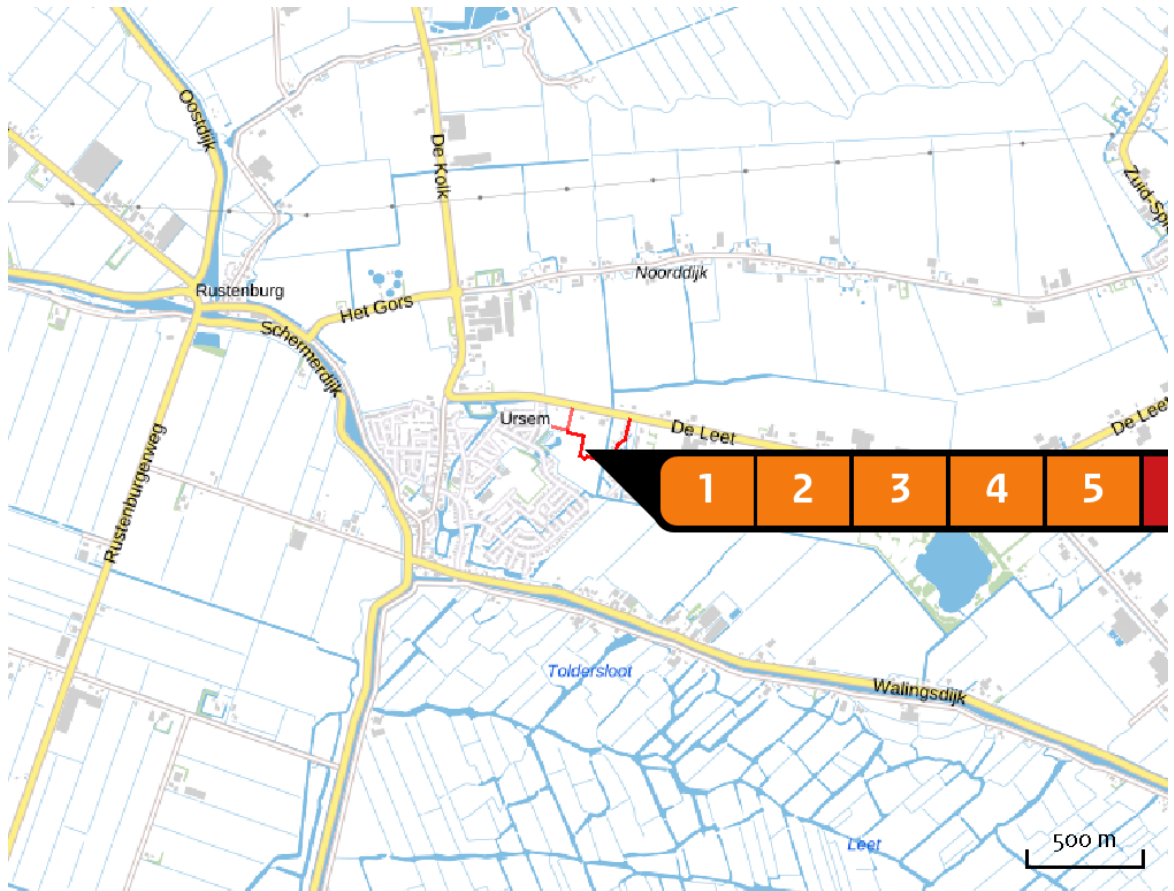 Oostdijk
De Kolk
Zuid-Spie
Noorddijk
Rustenburg
Het Gors
Schermerdijk
Ursem
De Leet
De Leet
Rustenburgerweg
1 2 3 4 5
Toldersloot
Walingsdijk
Leet
500 m